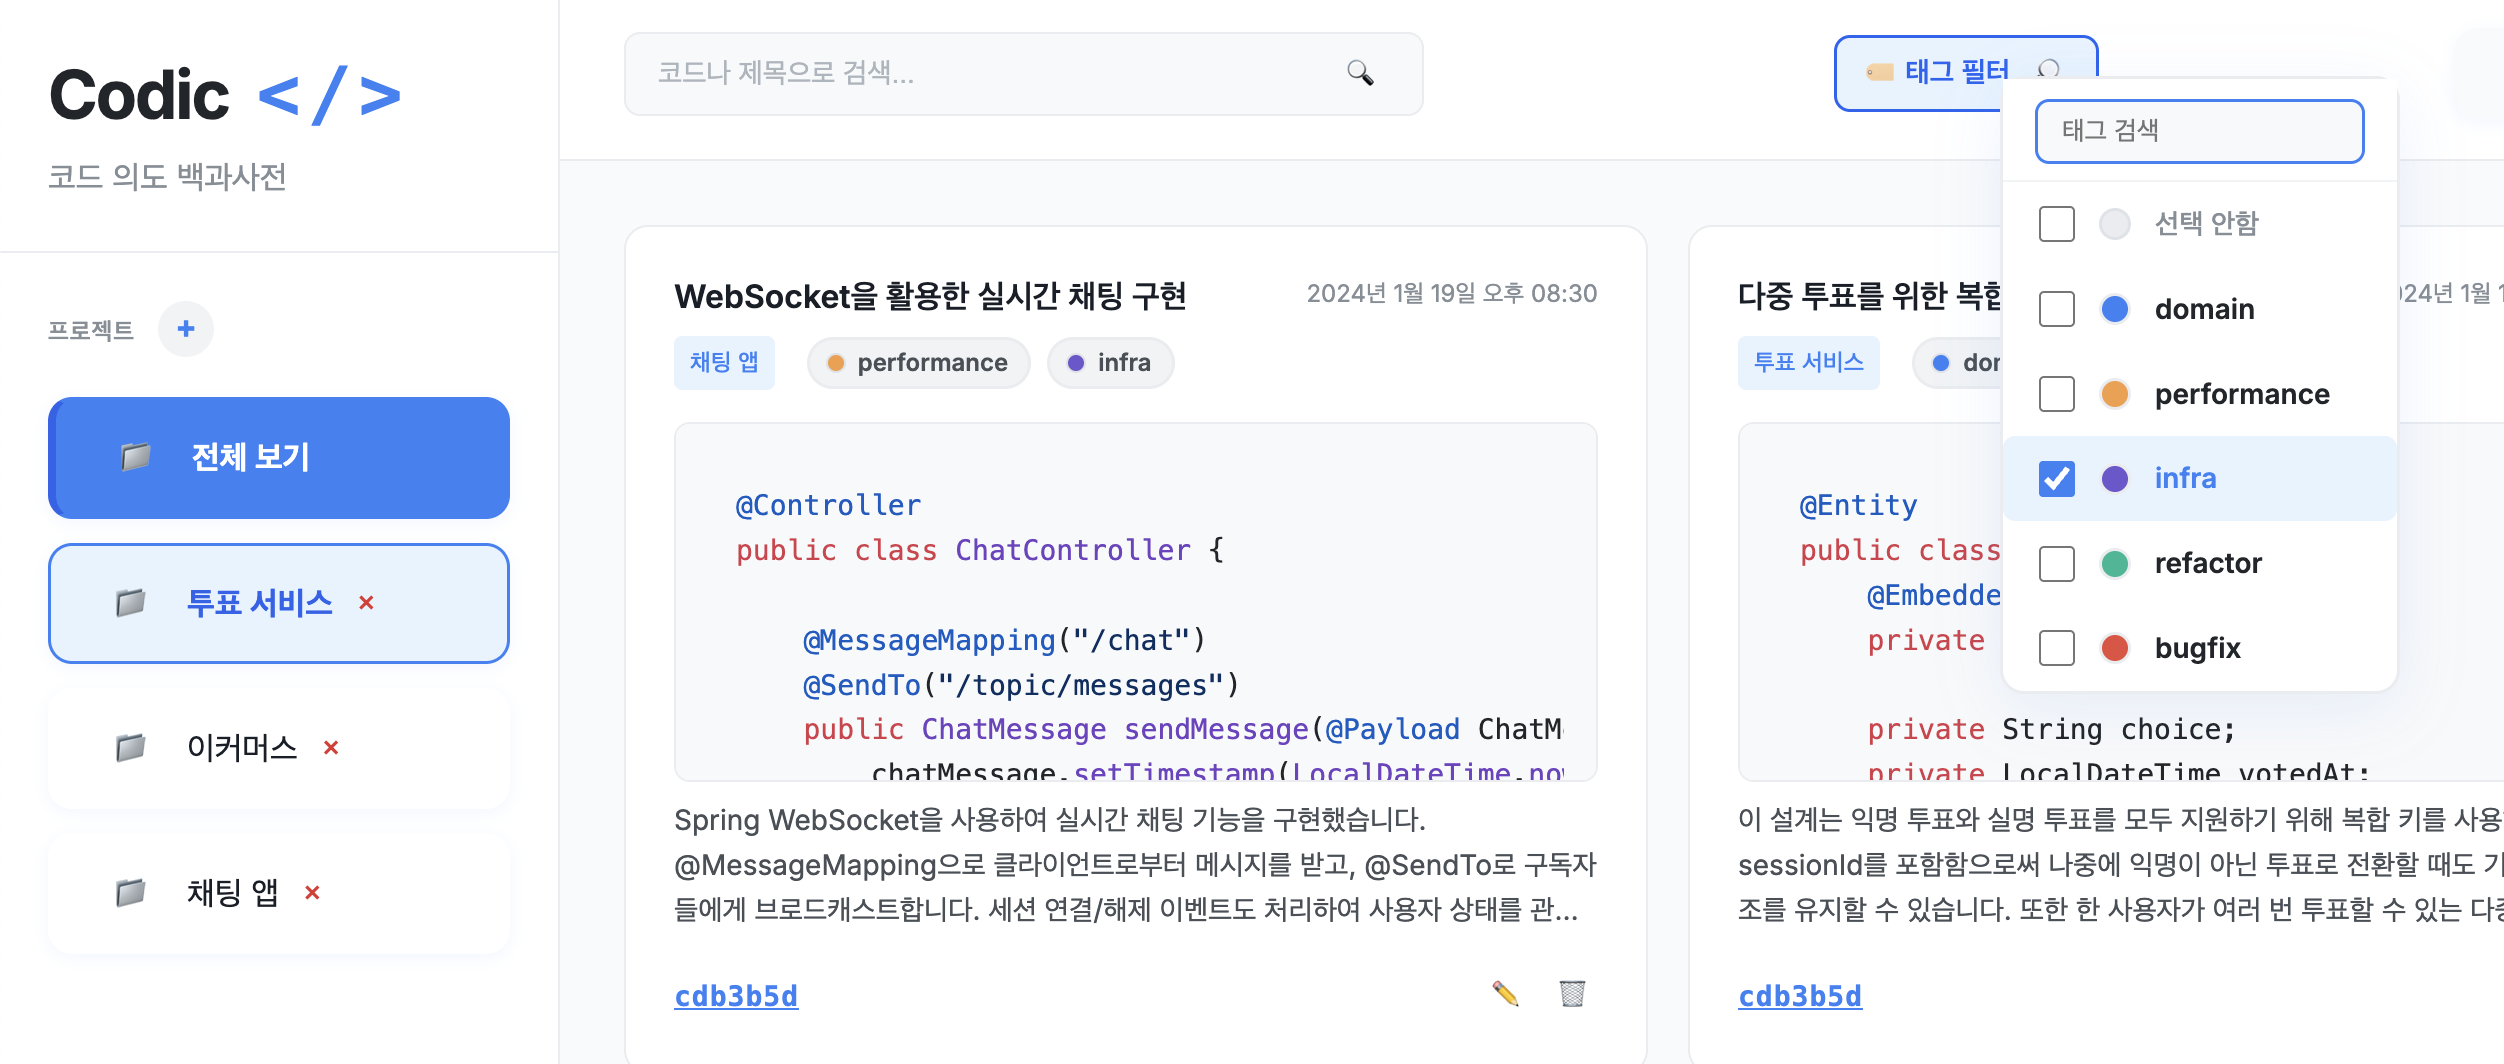 Codic </>
코드 의도 백과사전
프로젝트 +
전체 보기
투표 서비스 ×
이커머스 ×
채팅 앱 ×
코드나 제목으로 검색...
태그 필터
태그 검색
선택 안함
domain
performance
infra
refactor
bugfix
WebSocket을 활용한 실시간 채팅 구현
2024년 1월 19일 오후 08:30
채팅 앱
performance
infra
@Controller
public class ChatController {
@MessageMapping("/chat")
@SendTo("/topic/messages")
public ChatMessage sendMessage(@Payload ChatM
chatMessage.setTimestamp(LocalDateTime.now
Spring WebSocket을 사용하여 실시간 채팅 기능을 구현했습니다.
@MessageMapping으로 클라이언트로부터 메시지를 받고, @SendTo로 구독자
들에게 브로드캐스트합니다. 세션 연결/해제 이벤트도 처리하여 사용자 상태를 관...
cdb3b5d
다중 투표를 위한 복합
24년 1월 1
투표 서비스
dor
@Entity
public class
@Embedde
private
private String choice;
private LocalDateTime votedAt;
이 설계는 익명 투표와 실명 투표를 모두 지원하기 위해 복합 키를 사용
sessionId를 포함함으로써 나중에 익명이 아닌 투표로 전환할 때도 기
조를 유지할 수 있습니다. 또한 한 사용자가 여러 번 투표할 수 있는 다중
cdb3b5d